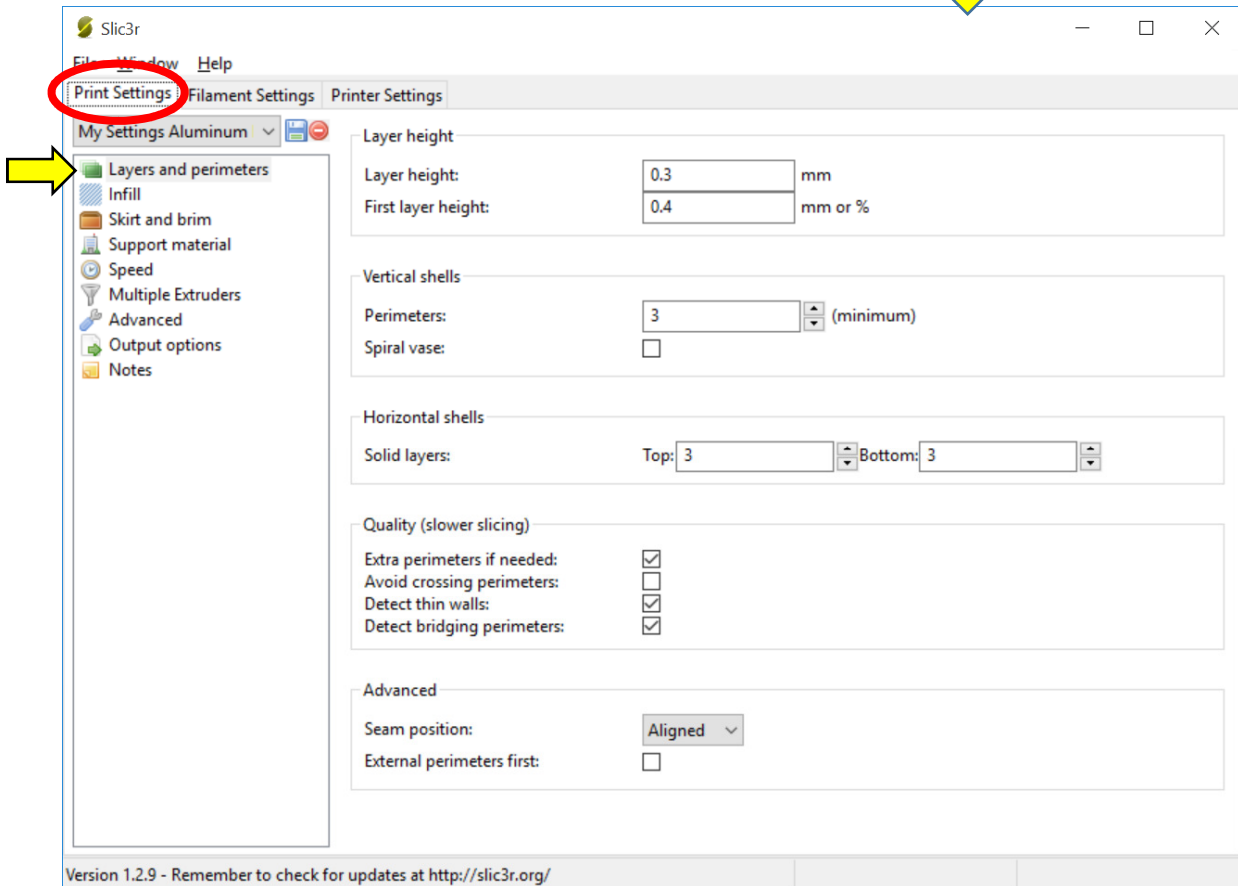 Slic3r
File Window Help
Print Settings Filament Settings Printer Settings
My Settings Aluminum
Layers and perimeters
Infill
Skirt and brim
Support material
Speed
Multiple Extruders
Advanced
Output options
Notes
Layer height
Layer height: 0.3 mm
First layer height: 0.4 mm or %
Vertical shells
Perimeters: 3 (minimum)
Spiral vase:
Horizontal shells
Solid layers: Top: 3 Bottom: 3
Quality (slower slicing)
Extra perimeters if needed:
Avoid crossing perimeters:
Detect thin walls:
Detect bridging perimeters:
Advanced
Seam position: Aligned
External perimeters first:
Version 1.2.9 - Remember to check for updates at http://slic3r.org/